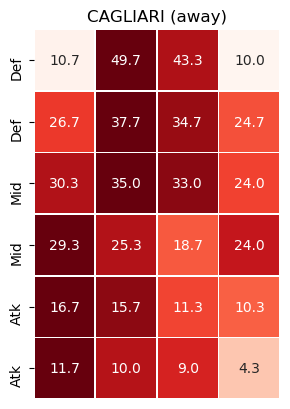 CAGLIARI (away)
Def 10.7 49.7 43.3 10.0
Def 26.7 37.7 34.7 24.7
Mid 30.3 35.0 33.0 24.0
Mid 29.3 25.3 18.7 24.0
Atk 16.7 15.7 11.3 10.3
Atk 11.7 10.0 9.0 4.3